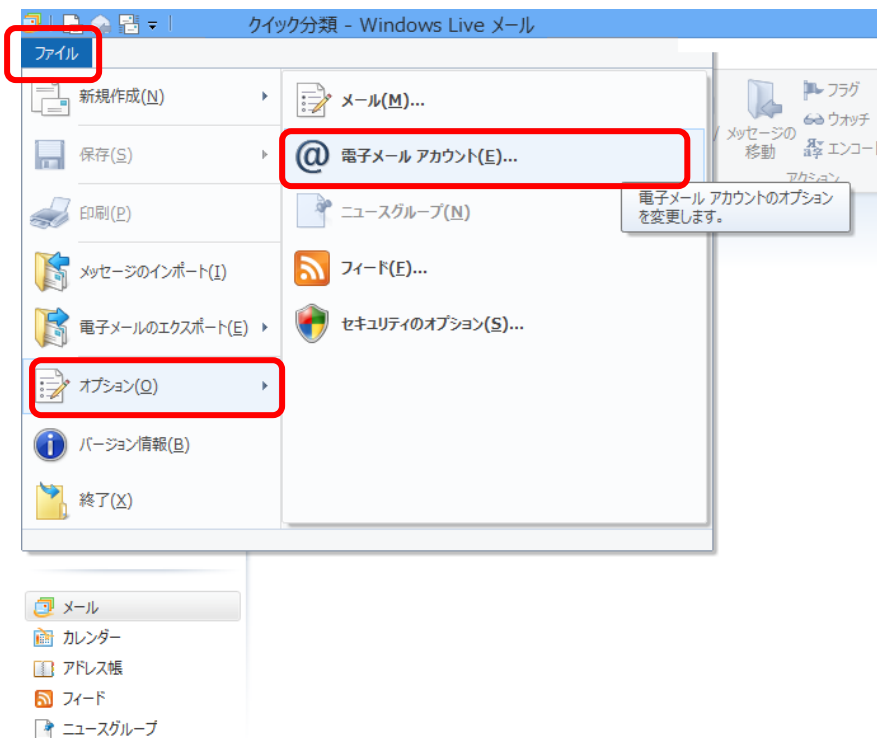 クイック分類 - Windows Live メール
ファイル
新規作成(N)
保存(S)
印刷(P)
メッセージのインポート(I)
電子メールのエクスポート(E)
オプション(O)
バージョン情報(B)
終了(X)
メール(M)...
電子メール アカウント(E)...
ニュースグループ(N)
フィード(F)...
セキュリティのオプション(S)...
電子メール アカウントのオプション
を変更します。
メッセージの
移動
フラグ
ウォッチ
エンコード
アクション
メール
カレンダー
アドレス帳
フィード
ニュースグループ